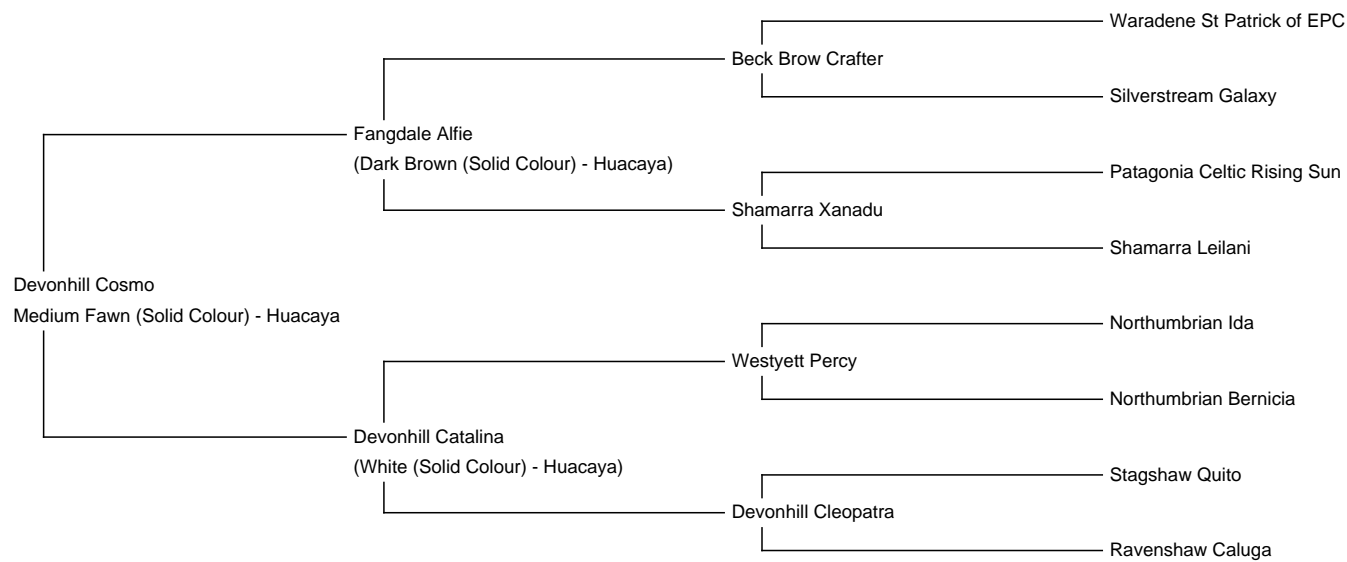 Waradene St Patrick of EPC
Beck Brow Crafter
Silverstream Galaxy
Fangdale Alfie
(Dark Brown (Solid Colour) - Huacaya)
Patagonia Celtic Rising Sun
Shamarra Xanadu
Shamarra Leilani
Devonhill Cosmo
Medium Fawn (Solid Colour) - Huacaya
Northumbrian Ida
Westyett Percy
Northumbrian Bernicia
Devonhill Catalina
(White (Solid Colour) - Huacaya)
Stagshaw Quito
Devonhill Cleopatra
Ravenshaw Caluga